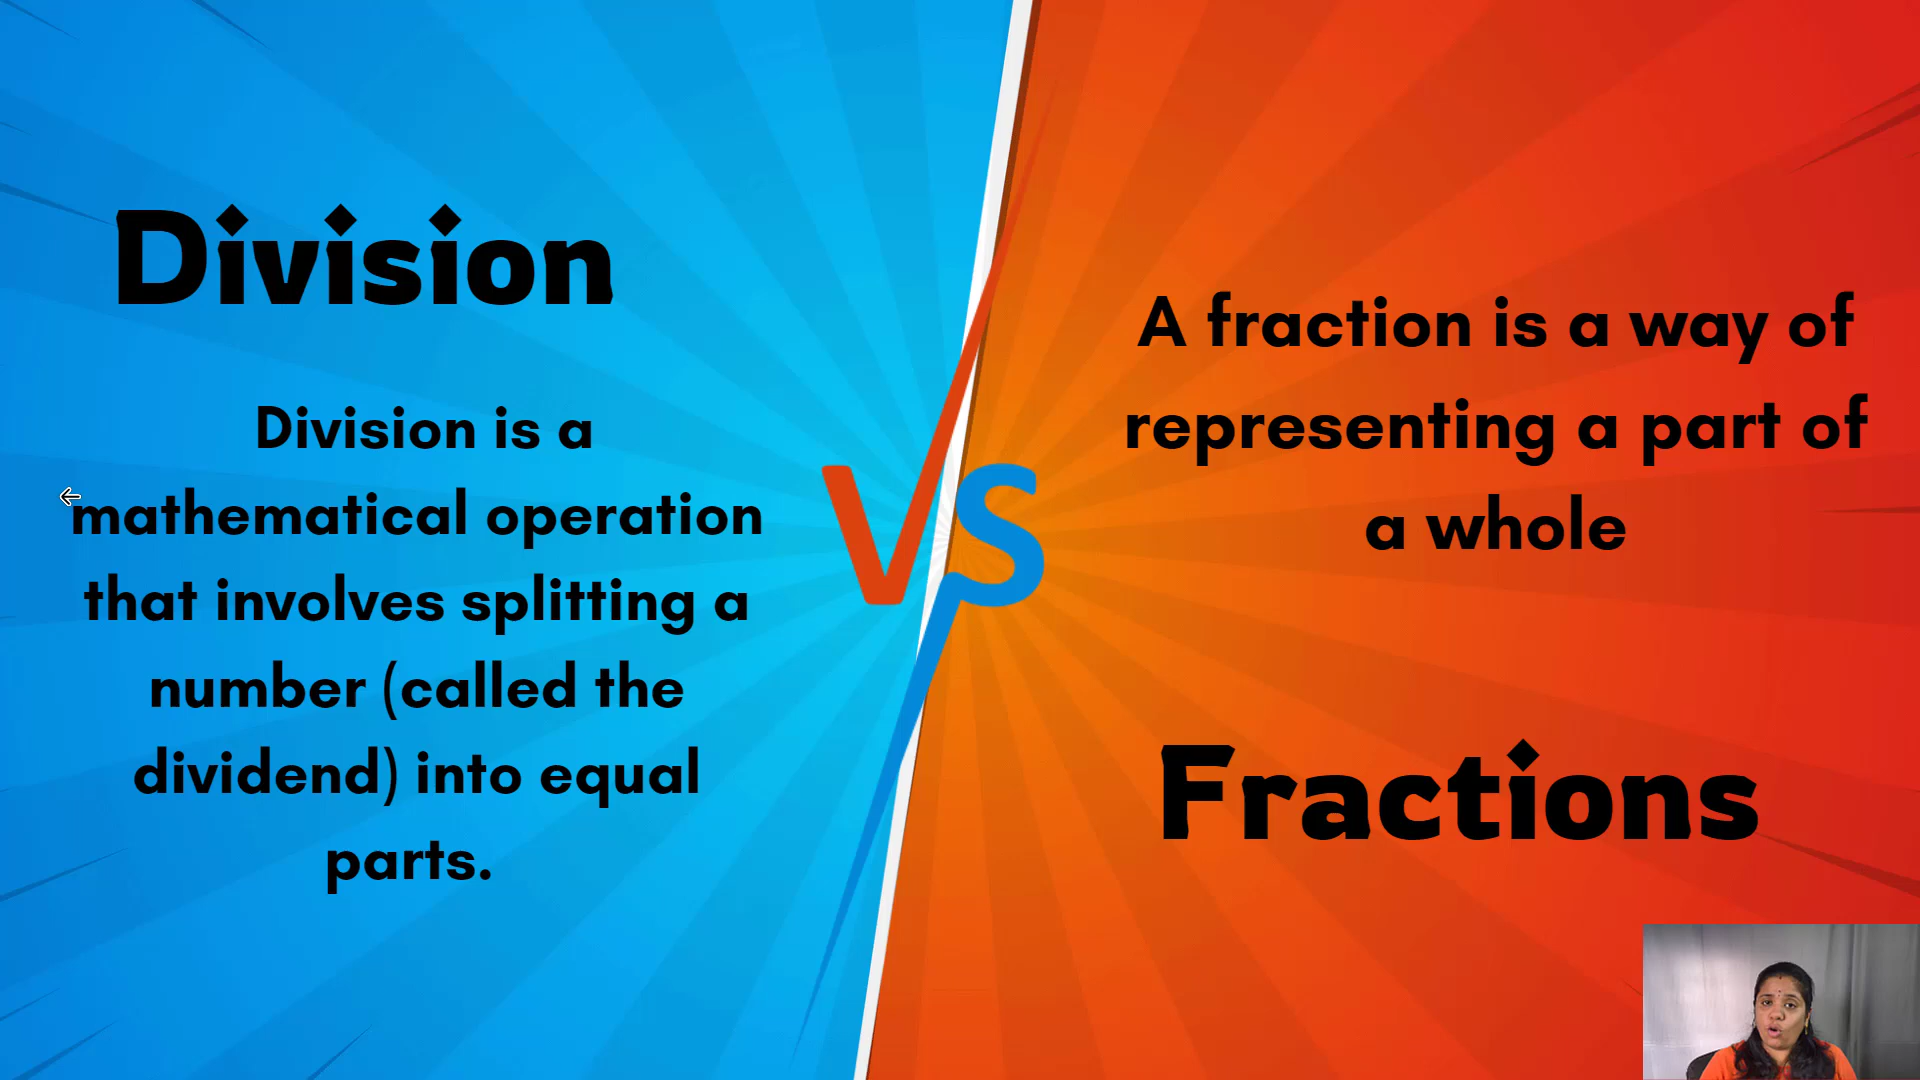 Division
Division is a
mathematical operation
that involves splitting a
number (called the
dividend) into equal
parts.
VS
A fraction is a way of
representing a part of
a whole
Fractions